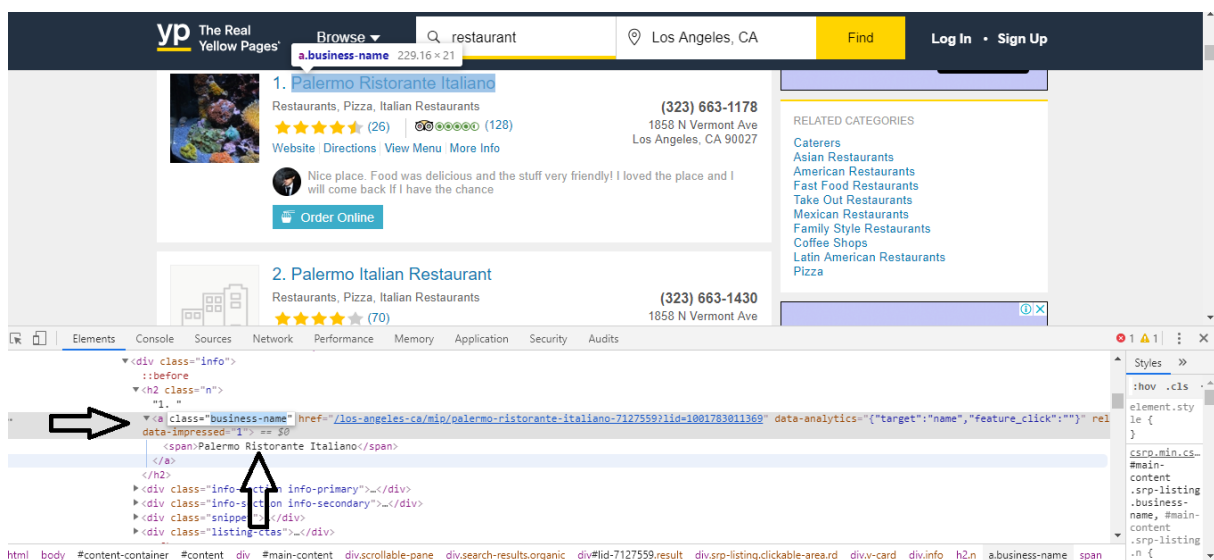 yp The Real Yellow Pages®
Browse
restaurant
Los Angeles, CA
Find
Log In • Sign Up
a.business-name 229.16 × 21
1. Palermo Ristorante Italiano
Restaurants, Pizza, Italian Restaurants
(26) (128)
Website Directions View Menu More Info
(323) 663-1178
1858 N Vermont Ave
Los Angeles, CA 90027
Nice place. Food was delicious and the stuff very friendly! I loved the place and I
will come back If I have the chance
Order Online
2. Palermo Italian Restaurant
Restaurants, Pizza, Italian Restaurants
(70)
(323) 663-1430
1858 N Vermont Ave
RELATED CATEGORIES
Caterers
Asian Restaurants
American Restaurants
Fast Food Restaurants
Take Out Restaurants
Mexican Restaurants
Family Style Restaurants
Coffee Shops
Latin American Restaurants
Pizza
Elements Console Sources Network Performance Memory Application Security Audits 1 1
<div class="info">
::before
<h2 class="n">
"1. "
<a class="business-name" href="/los-angeles-ca/mip/palermo-ristorante-italiano-7127559?lid=1001783011369" data-analytics="{"target":"name","feature_click":""}" rel
data-impressed="1"> == $0
<span>Palermo Ristorante Italiano</span>
</a>
</h2>
<div class="info-section info-primary">…</div>
<div class="info-section info-secondary">…</div>
<div class="snippet">…</div>
<div class="listing-ctas">…</div>
html body #content-container #content div #main-content div.scrollable-pane div.search-results.organic div#lid-7127559.result div.srp-listing.clickable-area.rd div.v-card div.info h2.n a.business-name span
Styles »
:hov .cls
element.sty
le {
}
csrp.min.cs…
#main-
content
.srp-listing
.business-
name, #main-
content
.srp-listing
.n {